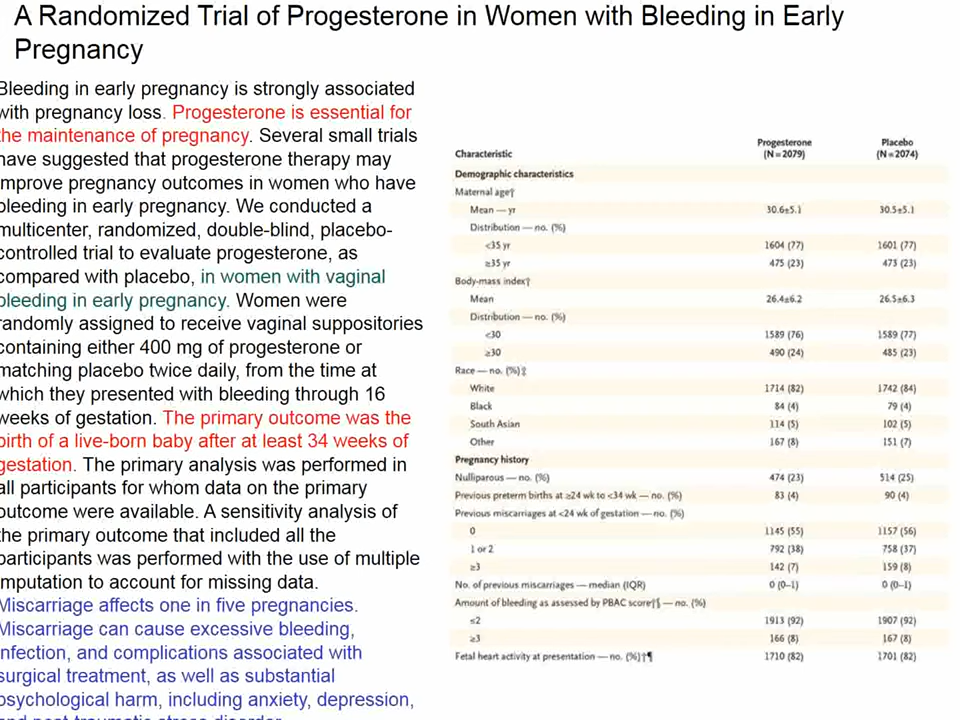 A Randomized Trial of Progesterone in Women with Bleeding in Early
Pregnancy
Bleeding in early pregnancy is strongly associated
with pregnancy loss. Progesterone is essential for
the maintenance of pregnancy. Several small trials
have suggested that progesterone therapy may
improve pregnancy outcomes in women who have
bleeding in early pregnancy. We conducted a
multicenter, randomized, double-blind, placebo-
controlled trial to evaluate progesterone, as
compared with placebo, in women with vaginal
bleeding in early pregnancy. Women were
randomly assigned to receive vaginal suppositories
containing either 400 mg of progesterone or
matching placebo twice daily, from the time at
which they presented with bleeding through 16
weeks of gestation. The primary outcome was the
birth of a live-born baby after at least 34 weeks of
gestation. The primary analysis was performed in
all participants for whom data on the primary
outcome were available. A sensitivity analysis of
the primary outcome that included all the
participants was performed with the use of multiple
imputation to account for missing data.
Miscarriage affects one in five pregnancies.
Miscarriage can cause excessive bleeding,
infection, and complications associated with
surgical treatment, as well as substantial
psychological harm, including anxiety, depression,
and post-traumatic stress disorder
Characteristic Progesterone (N=2079) Placebo (N=2074)
Demographic characteristics
Maternal age†
Mean — yr 30.6±5.1 30.5±5.1
Distribution — no. (%)
<35 yr 1604 (77) 1601 (77)
≥35 yr 475 (23) 473 (23)
Body-mass index†
Mean 26.4±6.2 26.5±6.3
Distribution — no. (%)
<30 1589 (76) 1589 (77)
≥30 490 (24) 485 (23)
Race — no. (%)‡
White 1714 (82) 1742 (84)
Black 84 (4) 79 (4)
South Asian 114 (5) 102 (5)
Other 167 (8) 151 (7)
Pregnancy history
Nulliparous — no. (%) 474 (23) 514 (25)
Previous preterm births at ≥24 wk to <34 wk — no. (%) 83 (4) 90 (4)
Previous miscarriages at <24 wk of gestation — no. (%)
0 1145 (55) 1157 (56)
1 or 2 792 (38) 758 (37)
≥3 142 (7) 159 (8)
No. of previous miscarriages — median (IQR) 0 (0–1) 0 (0–1)
Amount of bleeding as assessed by PBAC score†§ — no. (%)
≤2 1913 (92) 1907 (92)
≥3 166 (8) 167 (8)
Fetal heart activity at presentation — no. (%)†¶ 1710 (82) 1701 (82)